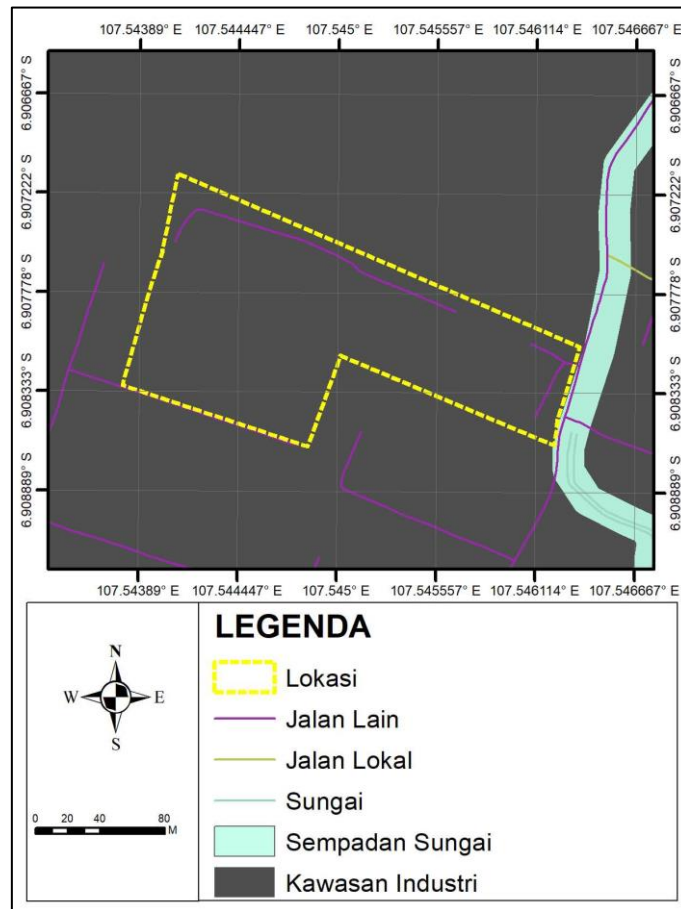 107.54389° E 107.544447° E 107.545° E 107.545557° E 107.546114° E 107.546667° E
6.906667° S 6.906667° S
6.907222° S 6.907222° S
6.907778° S 6.907778° S
6.908333° S 6.908333° S
6.908889° S 6.908889° S
107.54389° E 107.544447° E 107.545° E 107.545557° E 107.546114° E 107.546667° E
N
W E
S
0 20 40 80
M
LEGENDA
Lokasi
Jalan Lain
Jalan Lokal
Sungai
Sempadan Sungai
Kawasan Industri